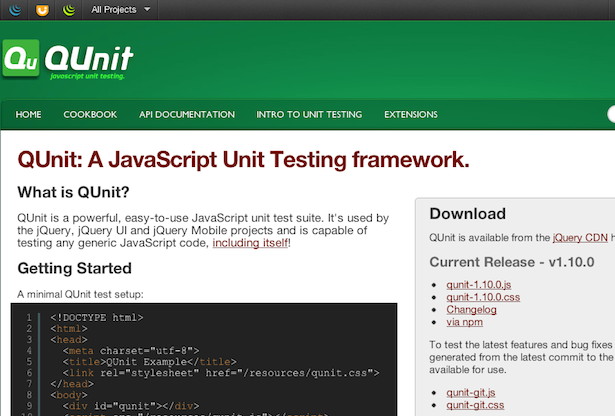 All Projects
Qu QUnit
javascript unit testing.
HOME COOKBOOK API DOCUMENTATION INTRO TO UNIT TESTING EXTENSIONS
QUnit: A JavaScript Unit Testing framework.
What is QUnit?
QUnit is a powerful, easy-to-use JavaScript unit test suite. It's used by
the jQuery, jQuery UI and jQuery Mobile projects and is capable of
testing any generic JavaScript code, including itself!
Getting Started
A minimal QUnit test setup:
1 <!DOCTYPE html>
2 <html>
3 <head>
4 <meta charset="utf-8">
5 <title>QUnit Example</title>
6 <link rel="stylesheet" href="/resources/qunit.css">
7 </head>
8 <body>
9 <div id="qunit"></div>
Download
QUnit is available from the jQuery CDN
Current Release - v1.10.0
qunit-1.10.0.js
qunit-1.10.0.css
Changelog
via npm
To test the latest features and bug fixes
generated from the latest commit to the
available for use.
qunit-git.js
qunit-git.css